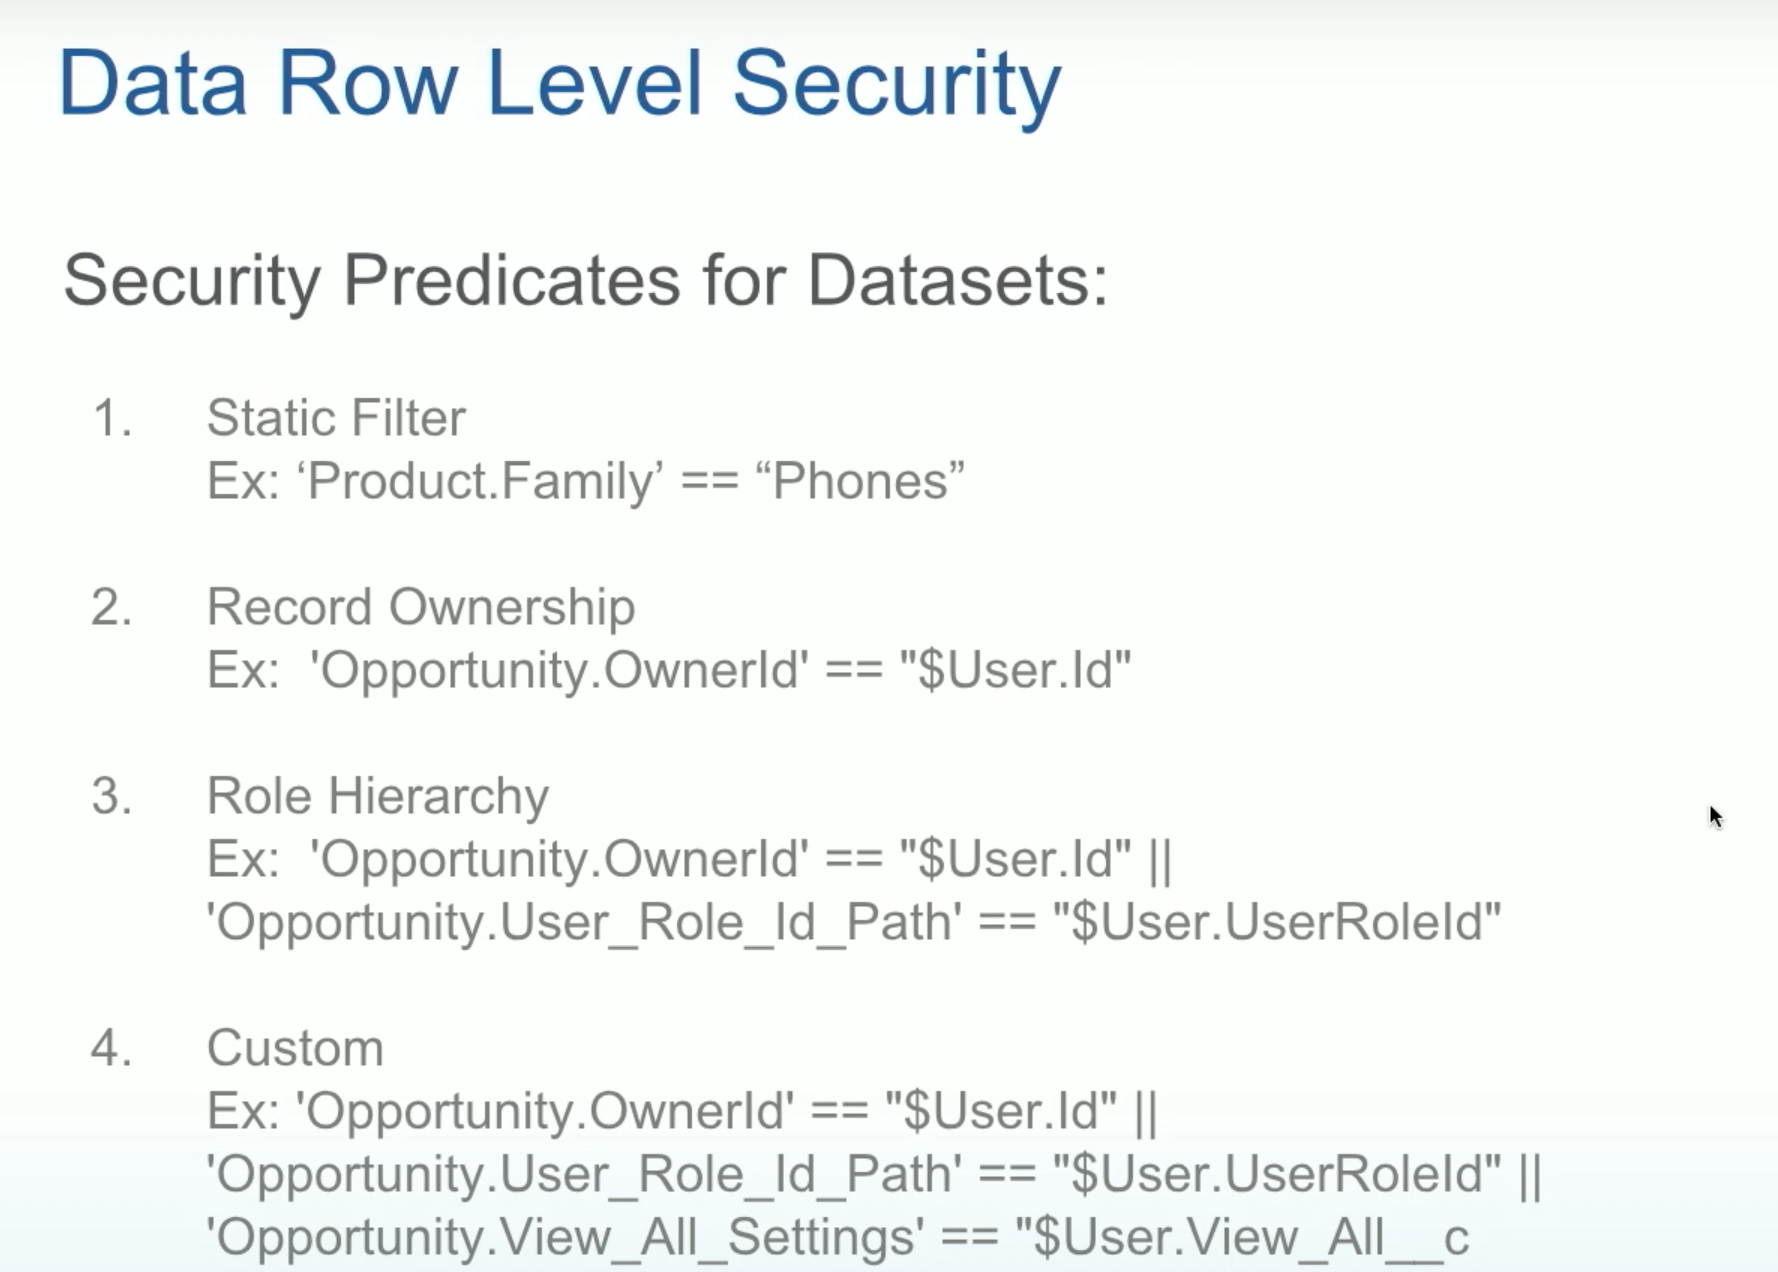 Data Row Level Security
Security Predicates for Datasets:
1. Static Filter
Ex: ‘Product.Family’ == “Phones”
2. Record Ownership
Ex:  'Opportunity.OwnerId' == "$User.Id"
3. Role Hierarchy
Ex:  'Opportunity.OwnerId' == "$User.Id" ||
'Opportunity.User_Role_Id_Path' == "$User.UserRoleId"
4. Custom
Ex: 'Opportunity.OwnerId' == "$User.Id" ||
'Opportunity.User_Role_Id_Path' == "$User.UserRoleId" ||
'Opportunity.View_All_Settings' == "$User.View_All__c